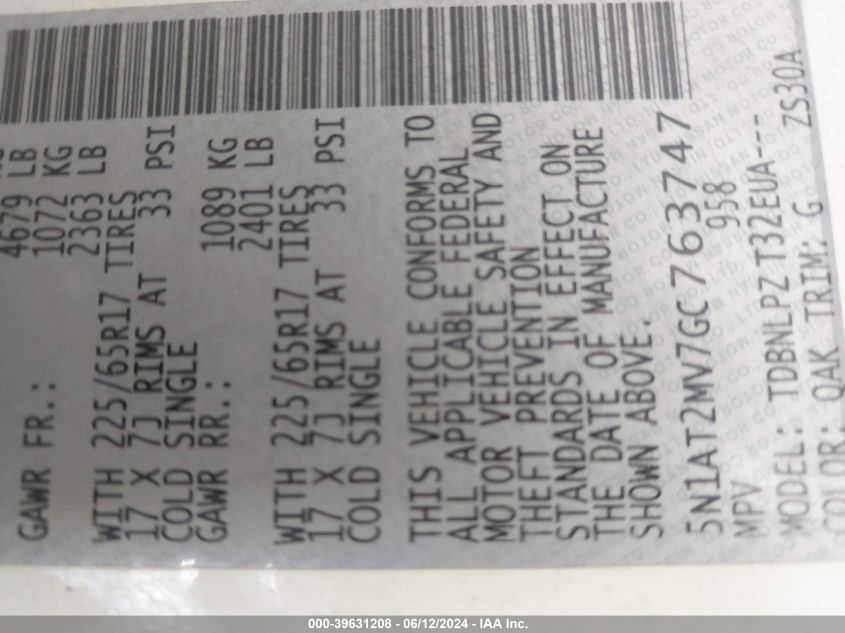 4679 LB
GAWR FR.: 1072 KG
2363 LB
WITH 225/65R17 TIRES
17 X 7J RIMS AT 33 PSI
COLD SINGLE
GAWR RR.: 1089 KG
2401 LB
WITH 225/65R17 TIRES
17 X 7J RIMS AT 33 PSI
COLD SINGLE
THIS VEHICLE CONFORMS TO
ALL APPLICABLE FEDERAL
MOTOR VEHICLE SAFETY AND
THEFT PREVENTION
STANDARDS IN EFFECT ON
THE DATE OF MANUFACTURE
SHOWN ABOVE.
5N1AT2MV7GC763747
MPV 958
MODEL: TDBNLPZ T32EUA---
COLOR: QAK TRIM: G ZS30A
000-39631208 - 06/12/2024 - IAA Inc.